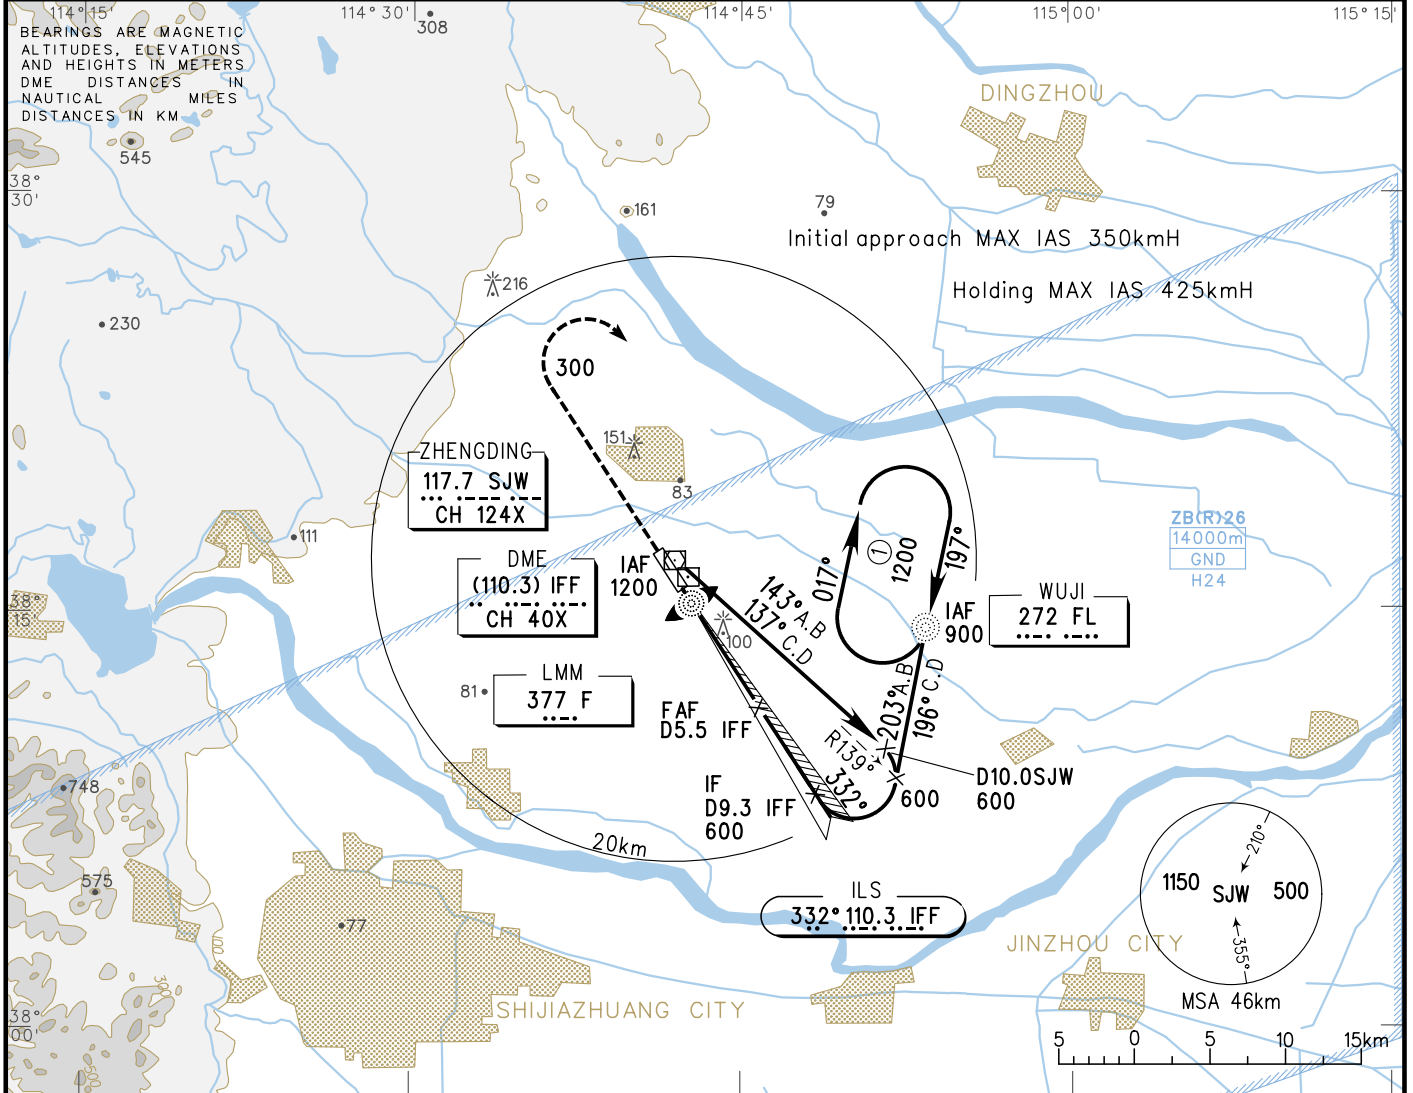 114°15'
114°30'
114°45'
115°00'
115°15'
BEARINGS ARE MAGNETIC
ALTITUDES, ELEVATIONS
AND HEIGHTS IN METERS
DME DISTANCES IN
NAUTICAL MILES
DISTANCES IN KM
308
DINGZHOU
545
38°
30'
161
79
Initial approach MAX IAS 350kmH
216
Holding MAX IAS 425kmH
230
300
151
ZHENGDING
117.7 SJW
CH 124X
83
ZB(R)26
14000m
GND
H24
111
197°
1
1200
017°
DME
(110.3) IFF
CH 40X
IAF
1200
143°A.B
137° C.D
WUJI
272 FL
IAF
900
38°
15'
100
LMM
377 F
81
FAF
D5.5 IFF
203°A.B
196°C.D
R139°
332°
D10.0SJW
600
600
IF
D9.3 IFF
600
748
20km
210°
1150
SJW
500
355°
MSA 46km
575
77
ILS
332° 110.3 IFF
JINZHOU CITY
SHIJIAZHUANG CITY
100
300
500
38°
00'
5
0
5
10
15km